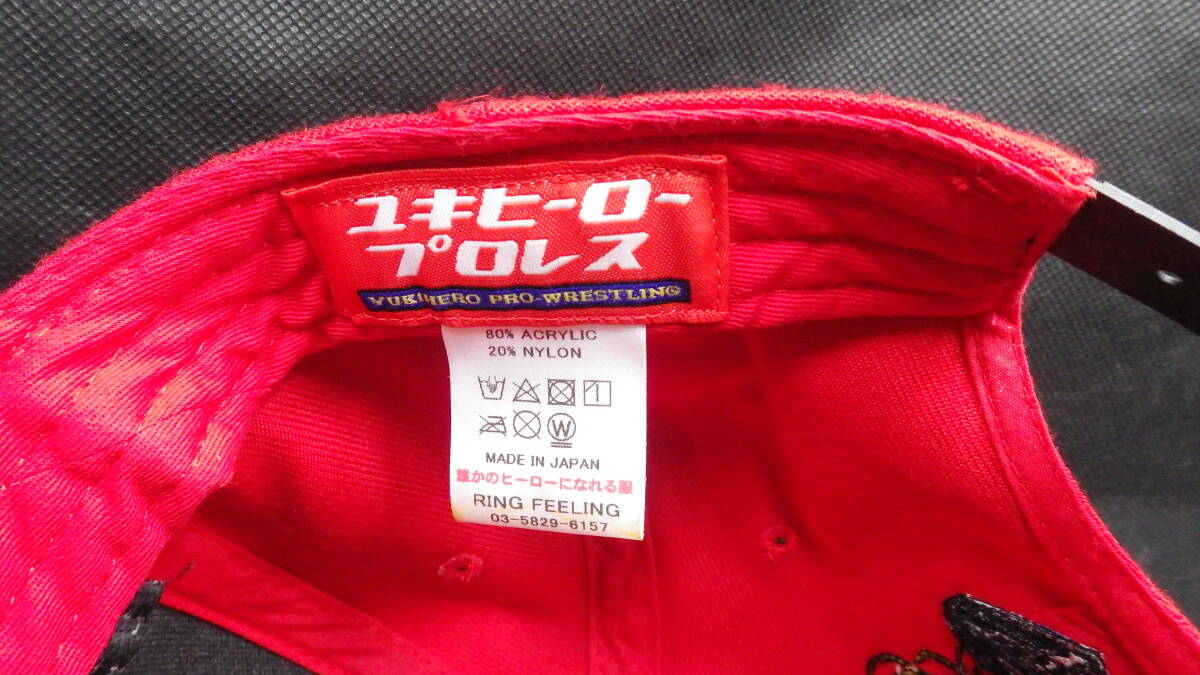 ユキヒーロー
プロレス
YUKIHERO PRO-WRESTLING
80% ACRYLIC
20% NYLON
W
MADE IN JAPAN
誰かのヒーローになれる服
RING FEELING
03-5829-6157